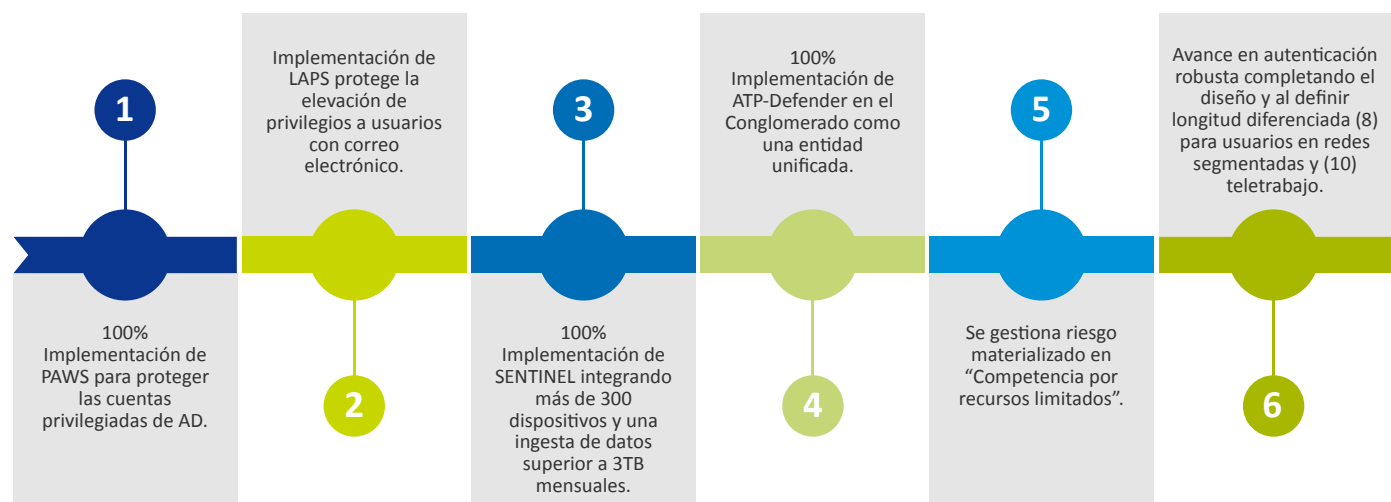 1
100%
Implementación de
PAWS para proteger
las cuentas
privilegiadas de AD.
Implementación de
LAPS protege la
elevación de
privilegios a usuarios
con correo
electrónico.
2
3
100%
Implementación de
SENTINEL integrando
más de 300
dispositivos y una
ingesta de datos
superior a 3TB
mensuales.
100%
Implementación de
ATP-Defender en el
Conglomerado como
una entidad
unificada.
4
5
Se gestiona riesgo
materializado en
“Competencia por
recursos limitados”.
Avance en autenticación
robusta completando el
diseño y al definir
longitud diferenciada (8)
para usuarios en redes
segmentadas y (10)
teletrabajo.
6